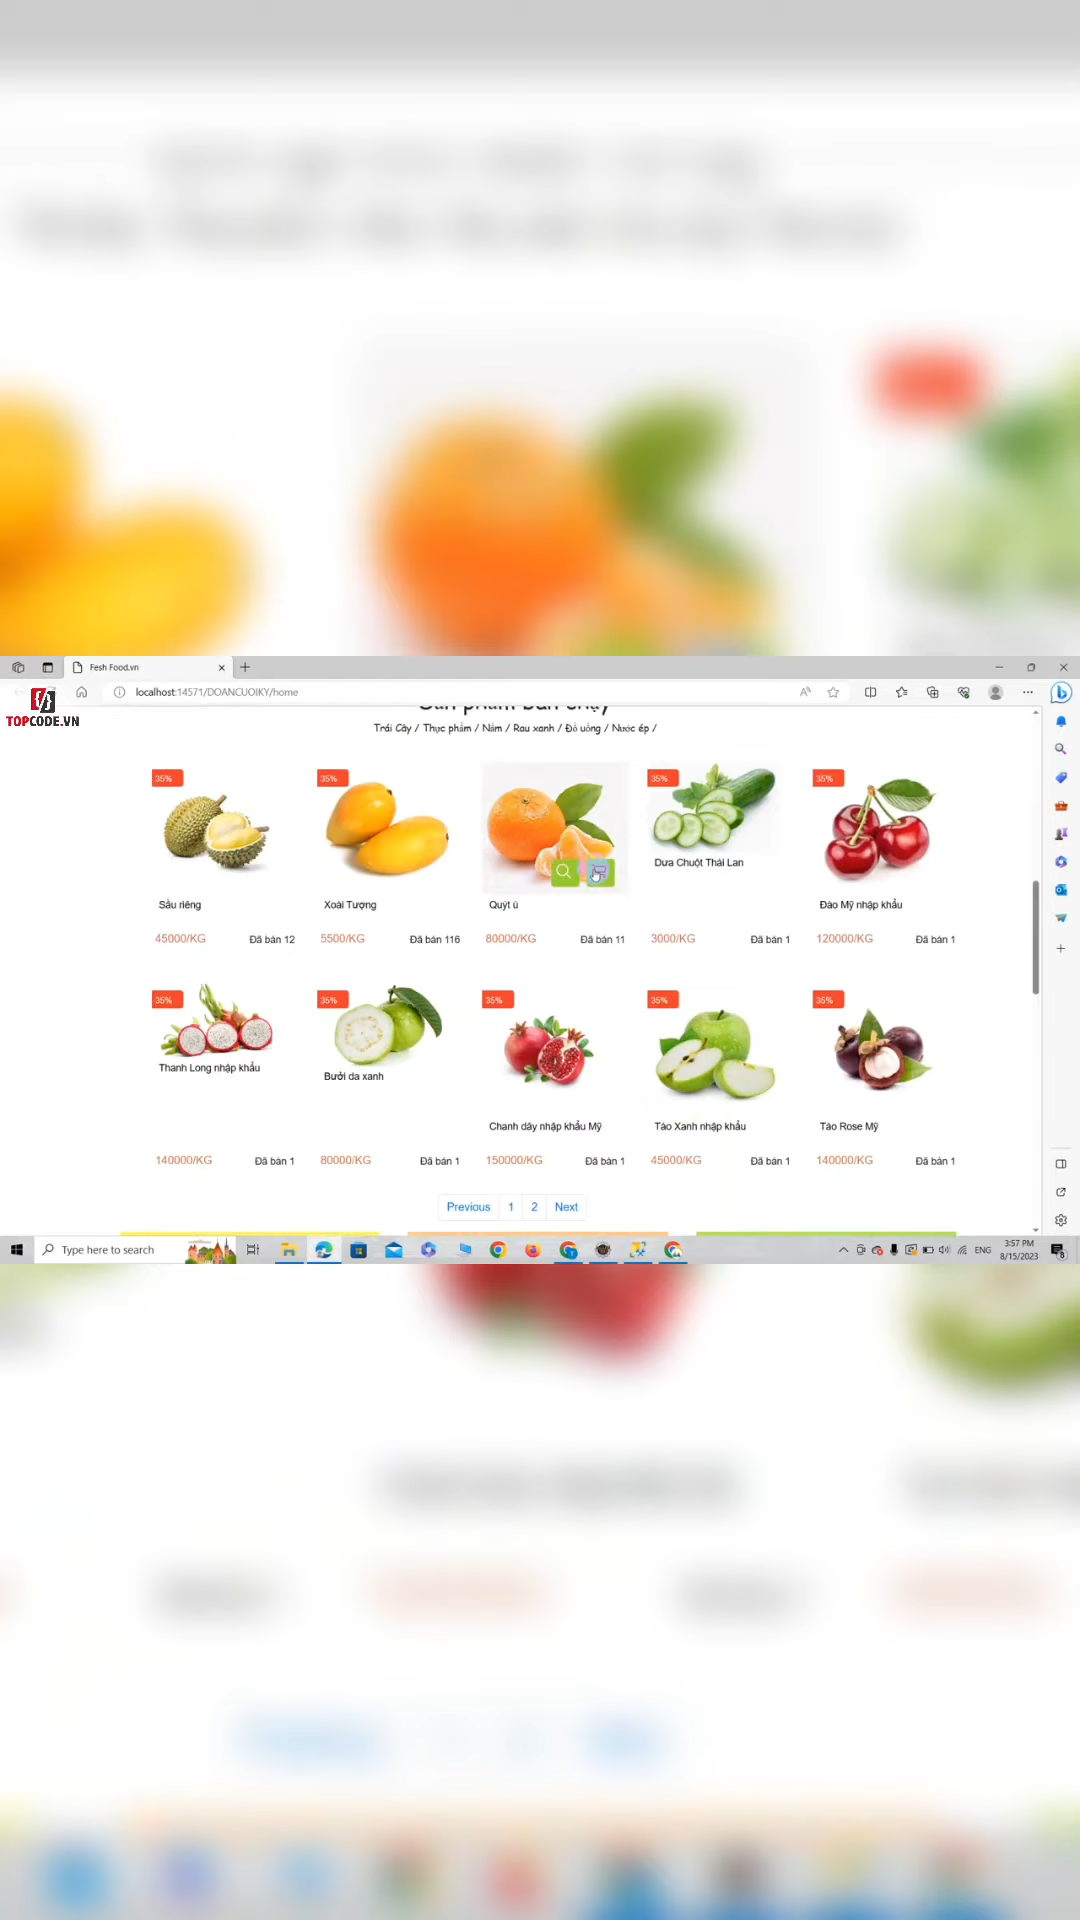 Fesh Food.vn
localhost:14571/DOANCUOIKY/home
TOPCODE.VN
Sản phẩm bán chạy
Trái Cây / Thực phẩm / Nấm / Rau xanh / Đồ uống / Nước ép /
35% 35% 35% 35%
Dưa Chuột Thái Lan
Sầu riêng Xoài Tượng Quýt ú Đào Mỹ nhập khẩu
45000/KG Đã bán 12 5500/KG Đã bán 116 80000/KG Đã bán 11 3000/KG Đã bán 1 120000/KG Đã bán 1
35% 35% 35% 35% 35%
Thanh Long nhập khẩu
Bưởi da xanh
Chanh dây nhập khẩu Mỹ Táo Xanh nhập khẩu Táo Rose Mỹ
140000/KG Đã bán 1 80000/KG Đã bán 1 150000/KG Đã bán 1 45000/KG Đã bán 1 140000/KG Đã bán 1
Previous 1 2 Next
Type here to search
ENG
3:57 PM
8/15/2023